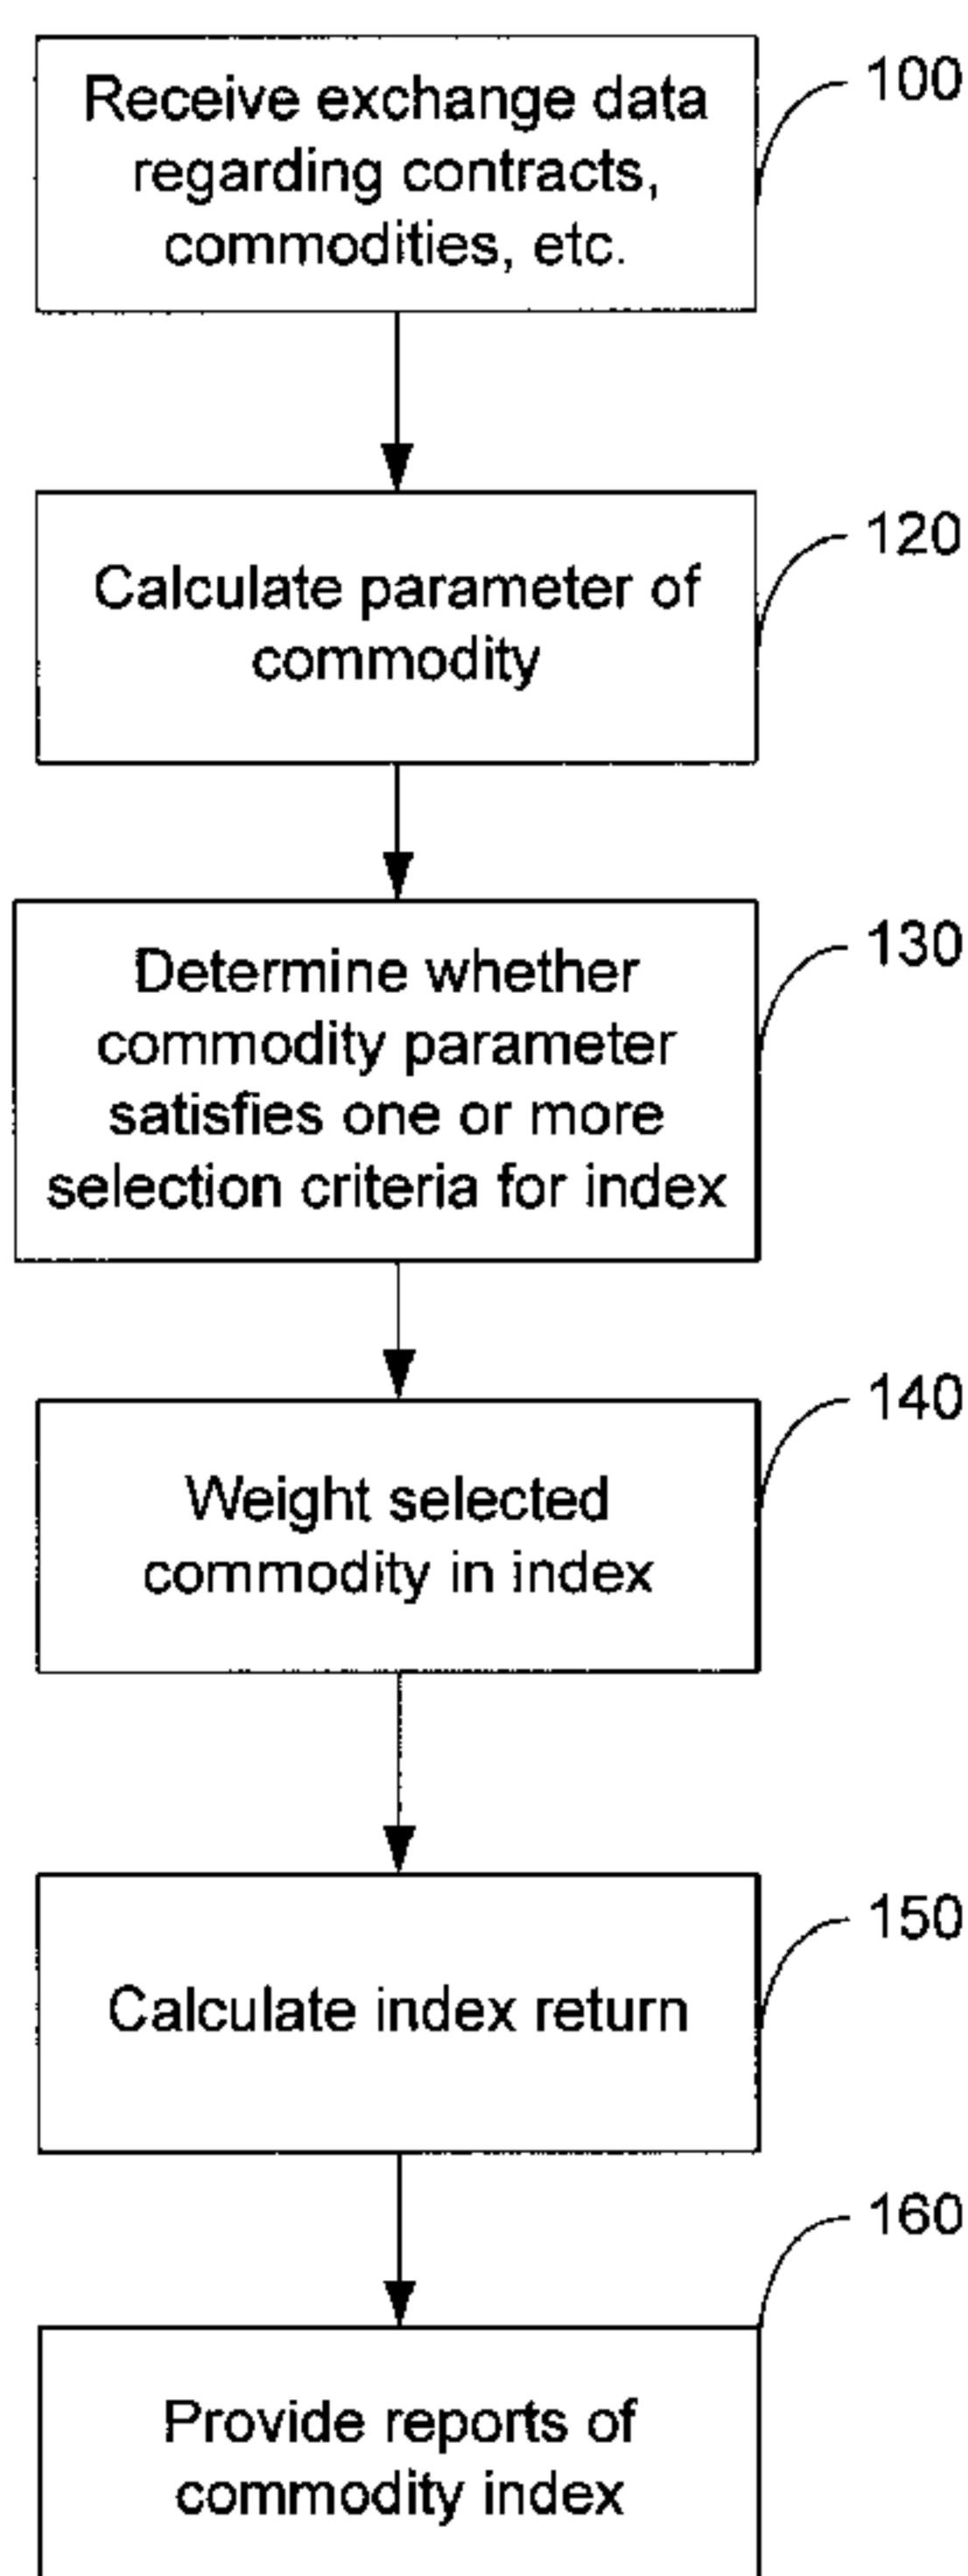 Receive exchange data
regarding contracts,
commodities, etc.
100
Calculate parameter of
commodity
120
Determine whether
commodity parameter
satisfies one or more
selection criteria for index
130
Weight selected
commodity in index
140
Calculate index return
150
Provide reports of
commodity index
160